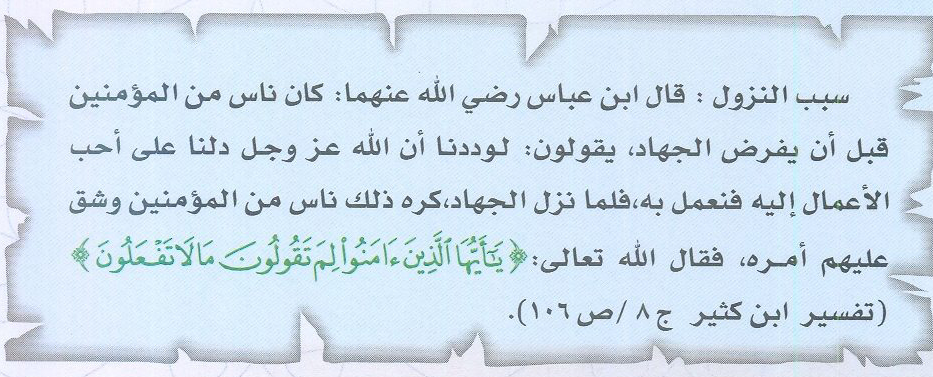 سبب النزول : قال ابن عباس رضي الله عنهما: كان ناس من المؤمنين
قبل أن يفرض الجهاد، يقولون: لوددنا أن الله عز وجل دلنا على أحب
الأعمال إليه فنعمل به،فلما نزل الجهاد،كره ذلك ناس من المؤمنين وشق
عليهم أمـره، فقال الله تعالى: ﴿يَٰٓأَيُّهَا ٱلَّذِينَ ءَامَنُوا۟ لِمَ تَقُولُونَ مَا لَا تَفْعَلُونَ﴾
(تفسير ابن كثير ج ٨ /ص ١٠٦).